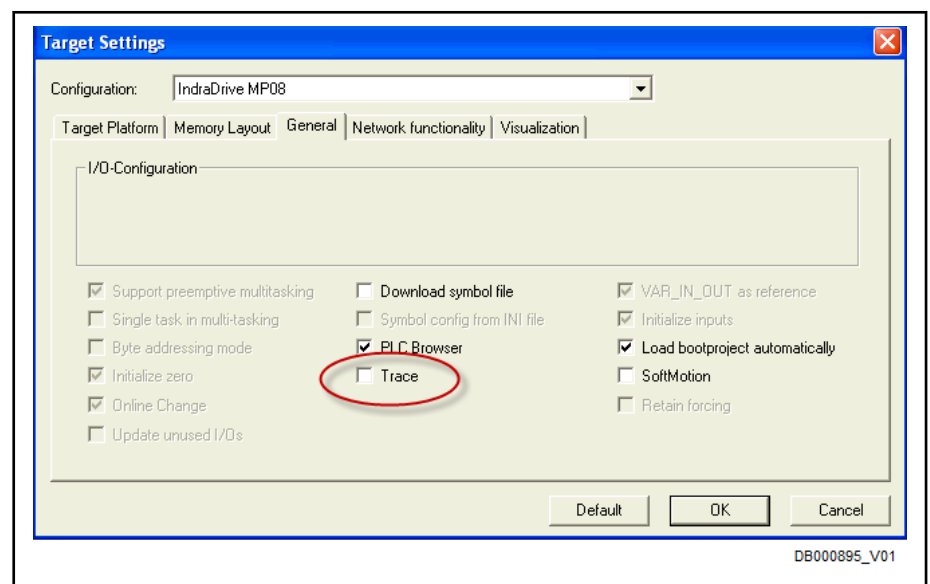 Target Settings
Configuration: IndraDrive MP08
Target Platform Memory Layout General Network functionality Visualization
I/O-Configuration
Support preemptive multitasking Download symbol file VAR_IN_OUT as reference
Single task in multi-tasking Symbol config from INI file Initialize inputs
Byte addressing mode PLC Browser Load bootproject automatically
Initialize zero Trace SoftMotion
Online Change Retain forcing
Update unused I/Os
Default OK Cancel
DB000895_V01